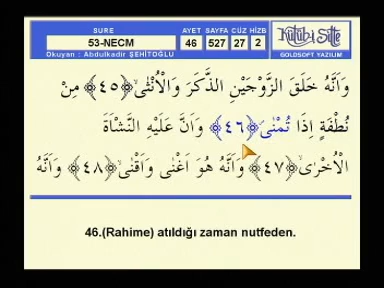 SURE AYET SAYFA CÜZ HİZB
53-NECM 46 527 27 2
Okuyan : Abdulkadir ŞEHİTOĞLU
Kütüb-i Sitte
GOLDSOFT YAZILIM
وَاَنَّهُ خَلَقَ الزَّوْجَيْنِ الذَّكَرَ وَالْاُنْثٰىۙ ﴿٤٥﴾ مِنْ
نُطْفَةٍ اِذَا تُمْنٰىۖ ﴿٤٦﴾ وَاَنَّ عَلَيْهِ النَّشْاَةَ
الْاُخْرٰىۙ ﴿٤٧﴾ وَاَنَّهُ هُوَ اَغْنٰى وَاَقْنٰىۙ ﴿٤٨﴾ وَاَنَّهُ
46.(Rahime) atıldığı zaman nutfeden.